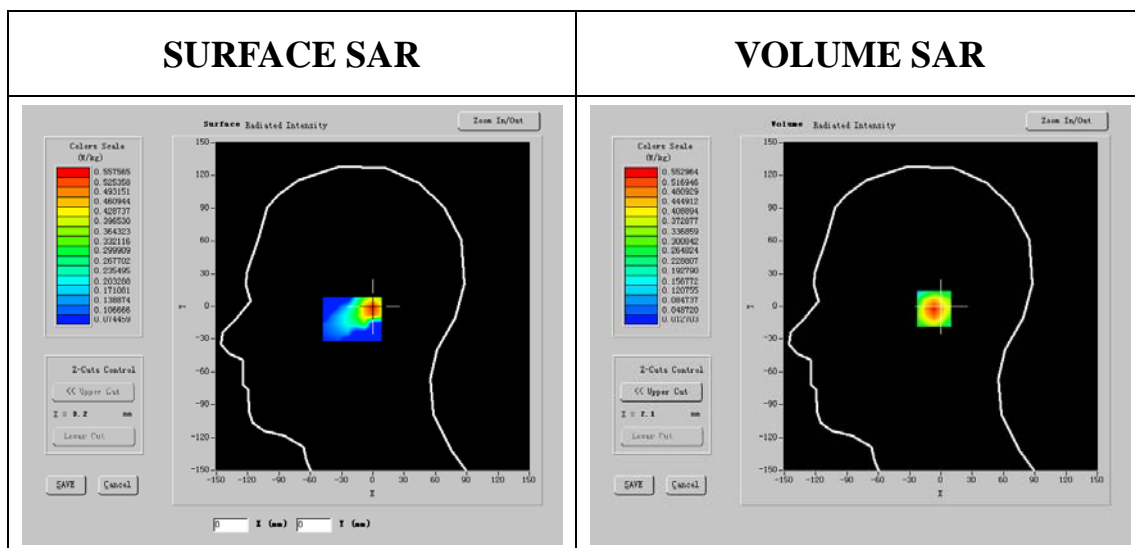 SURFACE SAR
VOLUME SAR
Surface Radiated Intensity
Zoom In/Out
Colors Scale
(W/kg)
0.557565
0.525358
0.493151
0.460944
0.428737
0.396530
0.364323
0.332116
0.299909
0.267702
0.235495
0.203288
0.171081
0.138874
0.106666
0.074459
Z-Cuts Control
<< Upper Cut
mm
Lower Cut
SAVE
Cancel
150
120
90
60
30
0
-30
-60
-90
-120
-150
Y
-150 -120 -90 -60 -30 0 30 60 90 120 150
X
0 X (mm) 0 Y (mm)
Volume Radiated Intensity
Zoom In/Out
Colors Scale
(W/kg)
0.552964
0.516946
0.480929
0.444912
0.408894
0.372877
0.336859
0.300842
0.264824
0.228807
0.192790
0.156772
0.120755
0.084737
0.048720
0.012703
Z-Cuts Control
<< Upper Cut
mm
Lower Cut
SAVE
Cancel
150
120
90
60
30
0
-30
-60
-90
-120
-150
Y
-150 -120 -90 -60 -30 0 30 60 90 120 150
X